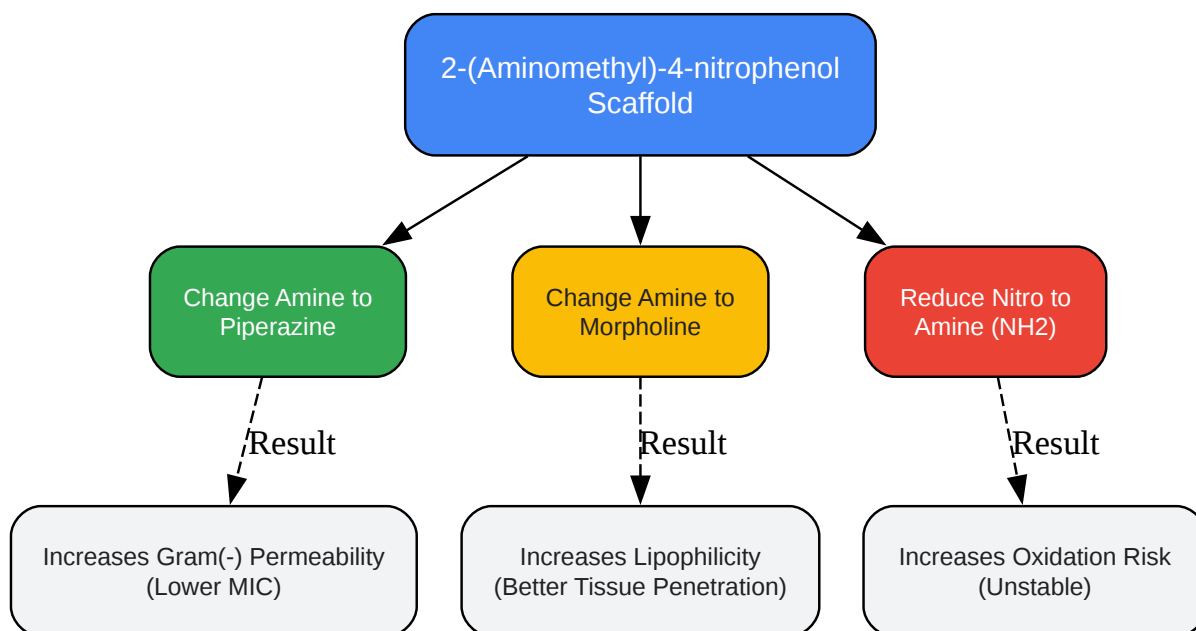 2-(Aminomethyl)-4-nitrophenol
Scaffold
Change Amine to
Piperazine
Change Amine to
Morpholine
Reduce Nitro to
Amine (NH2)
Result
Result
Result
Increases Gram(-) Permeability
(Lower MIC)
Increases Lipophilicity
(Better Tissue Penetration)
Increases Oxidation Risk
(Unstable)